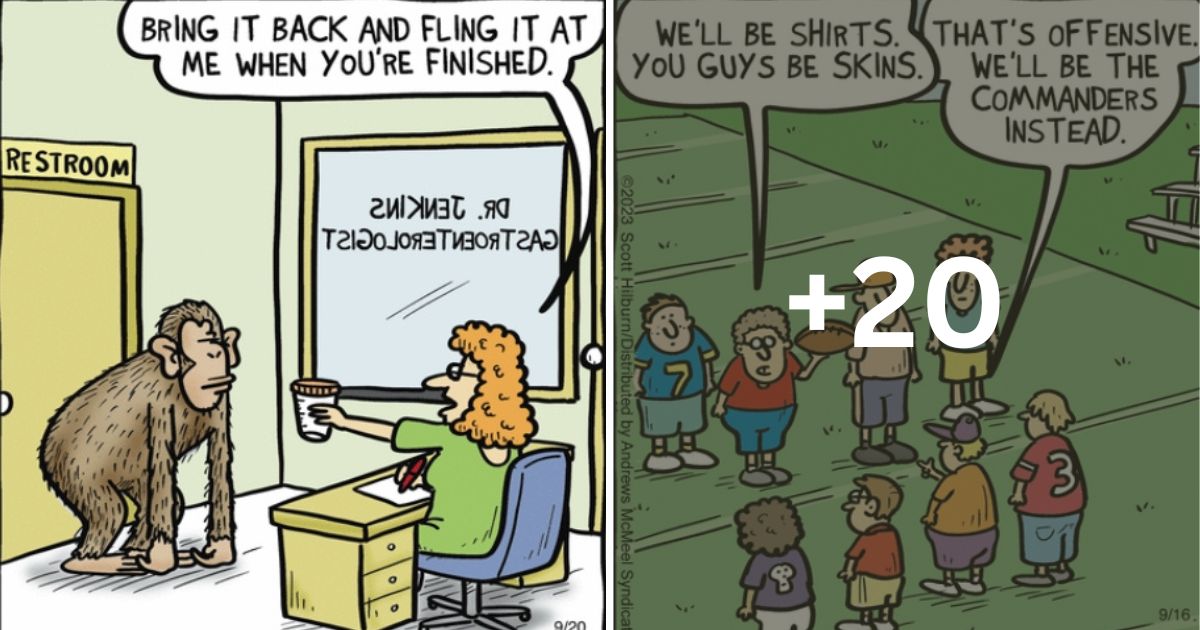 BRING IT BACK AND FLING IT AT
ME WHEN YOU'RE FINISHED.
RESTROOM
DR. JENKINS
GASTROENTEROLOGIST
9/20
WE'LL BE SHIRTS.
YOU GUYS BE SKINS.
THAT'S OFFENSIVE.
WE'LL BE THE
COMMANDERS
INSTEAD.
+20
7
3
8
©2023 Scott Hilburn/Distributed by Andrews McMeel Syndicat
9/16